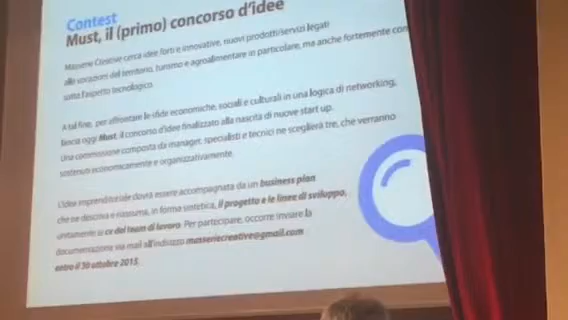 Contest
Must, il (primo) concorso d'idee
Masserie Creative cerca idee forti e innovative, nuovi prodotti/servizi legati
alle vocazioni del territorio, turismo e agroalimentare in particolare, ma anche fortemente con
sotto l'aspetto tecnologico.
A tal fine, per affrontare le sfide economiche, sociali e culturali in una logica di networking,
lancia oggi Must, il concorso d'idee finalizzato alla nascita di nuove start up.
Una commissione composta da manager, specialisti e tecnici ne sceglierà tre, che verranno
sostenuti economicamente e organizzativamente.
L'idea imprenditoriale dovrà essere accompagnata da un business plan
che ne descriva e riassuma, in forma sintetica, il progetto e le linee di sviluppo,
unitamente ai cv del team di lavoro. Per partecipare, occorre inviare la
documentazione via mail all'indirizzo masseriecreative@gmail.com
entro il 30 ottobre 2015.